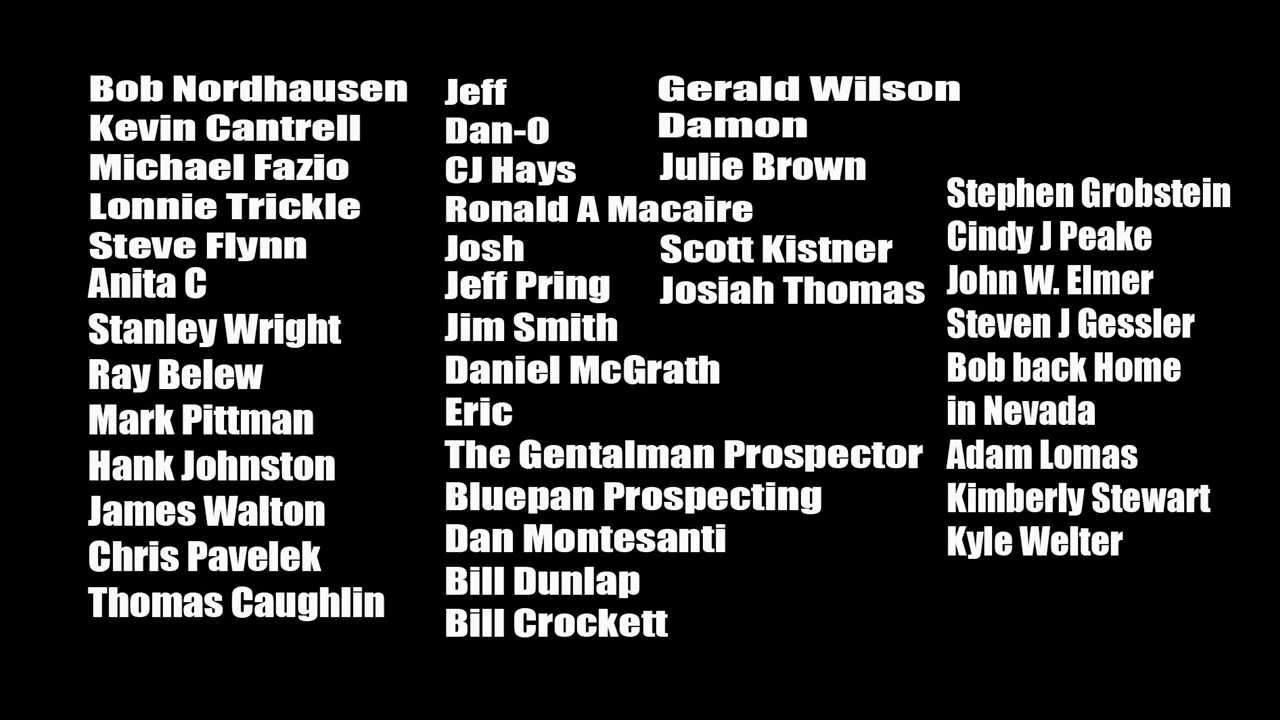 Bob Nordhausen
Kevin Cantrell
Michael Fazio
Lonnie Trickle
Steve Flynn
Anita C
Stanley Wright
Ray Belew
Mark Pittman
Hank Johnston
James Walton
Chris Pavelek
Thomas Caughlin
Jeff
Dan-O
CJ Hays
Ronald A Macaire
Josh
Jeff Pring
Jim Smith
Daniel McGrath
Eric
The Gentalman Prospector
Bluepan Prospecting
Dan Montesanti
Bill Dunlap
Bill Crockett
Gerald Wilson
Damon
Julie Brown
Scott Kistner
Josiah Thomas
Stephen Grobstein
Cindy J Peake
John W. Elmer
Steven J Gessler
Bob back Home
in Nevada
Adam Lomas
Kimberly Stewart
Kyle Welter